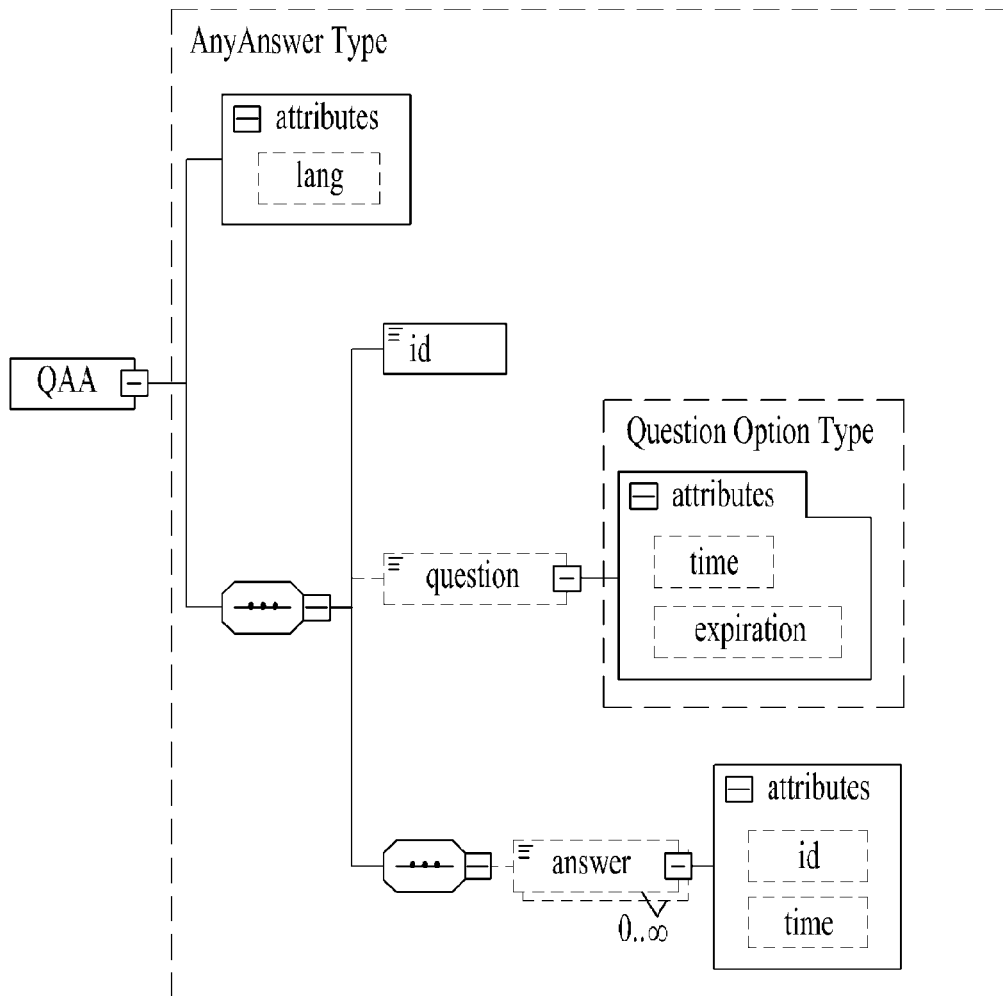 AnyAnswer Type
attributes
lang
QAA
id
Question Option Type
attributes
time
question
expiration
attributes
answer
id
time
0..∞